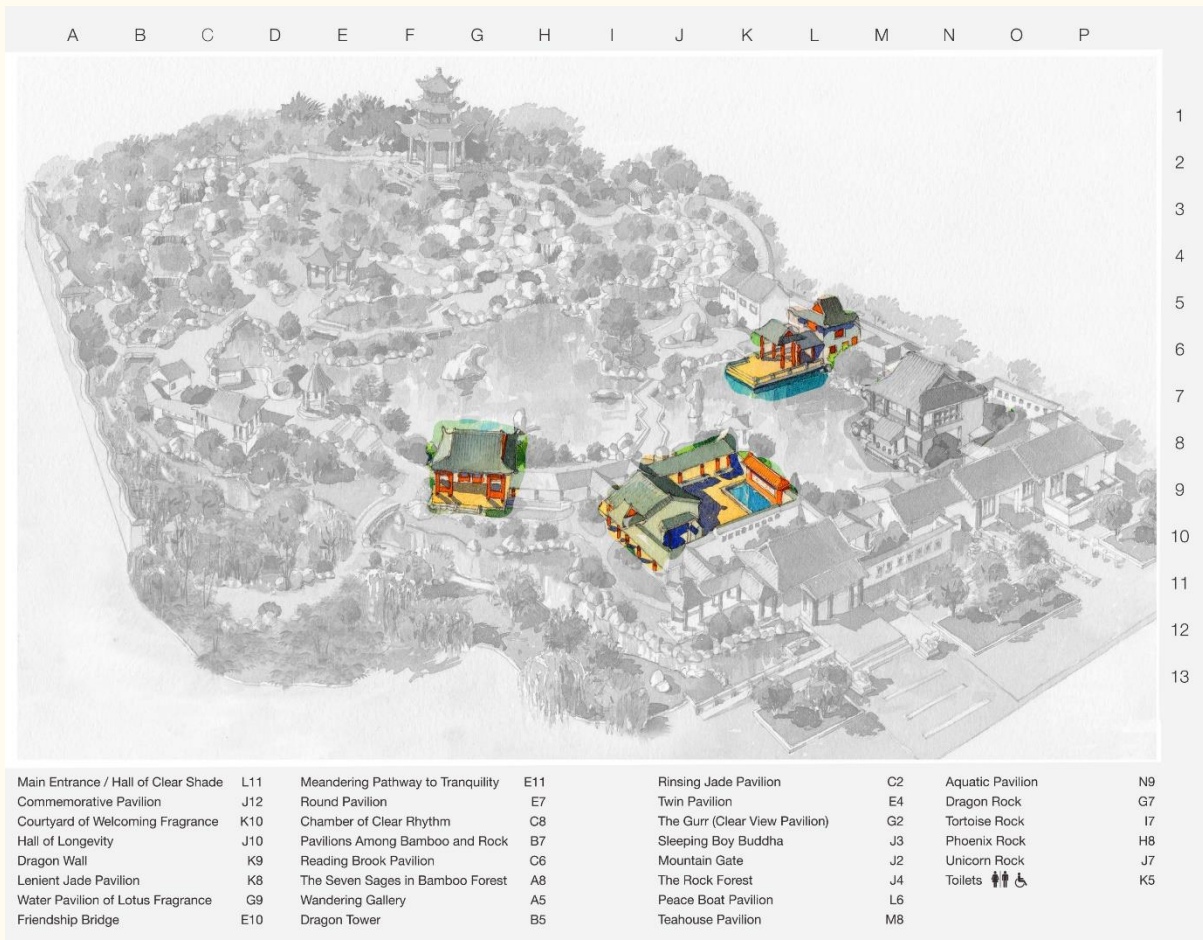 A B C D E F G H I J K L M N O P
1
2
3
4
5
6
7
8
9
10
11
12
13
Main Entrance / Hall of Clear Shade L11
Commemorative Pavilion J12
Courtyard of Welcoming Fragrance K10
Hall of Longevity J10
Dragon Wall K9
Lenient Jade Pavilion K8
Water Pavilion of Lotus Fragrance G9
Friendship Bridge E10
Meandering Pathway to Tranquility E11
Round Pavilion E7
Chamber of Clear Rhythm C8
Pavilions Among Bamboo and Rock B7
Reading Brook Pavilion C6
The Seven Sages in Bamboo Forest A8
Wandering Gallery A5
Dragon Tower B5
Rinsing Jade Pavilion C2
Twin Pavilion E4
The Gurr (Clear View Pavilion) G2
Sleeping Boy Buddha J3
Mountain Gate J2
The Rock Forest J4
Peace Boat Pavilion L6
Teahouse Pavilion M8
Aquatic Pavilion N9
Dragon Rock G7
Tortoise Rock I7
Phoenix Rock H8
Unicorn Rock J7
Toilets K5